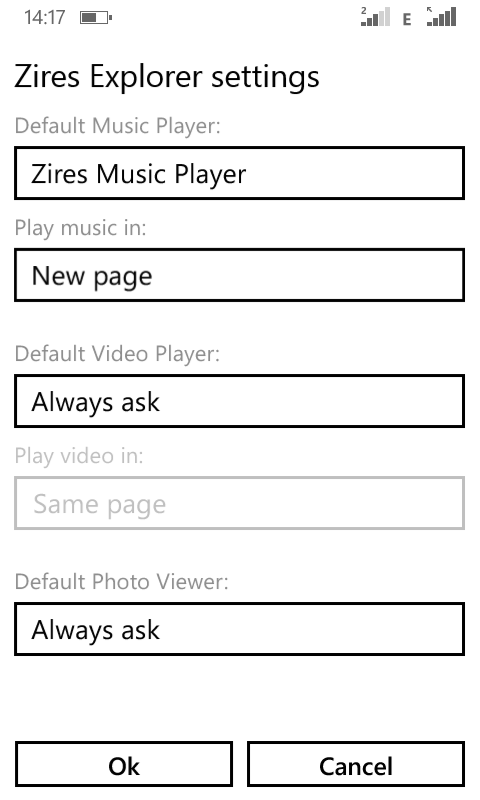 14:17 2 E
Zires Explorer settings
Default Music Player:
Zires Music Player
Play music in:
New page
Default Video Player:
Always ask
Play video in:
Same page
Default Photo Viewer:
Always ask
Ok Cancel